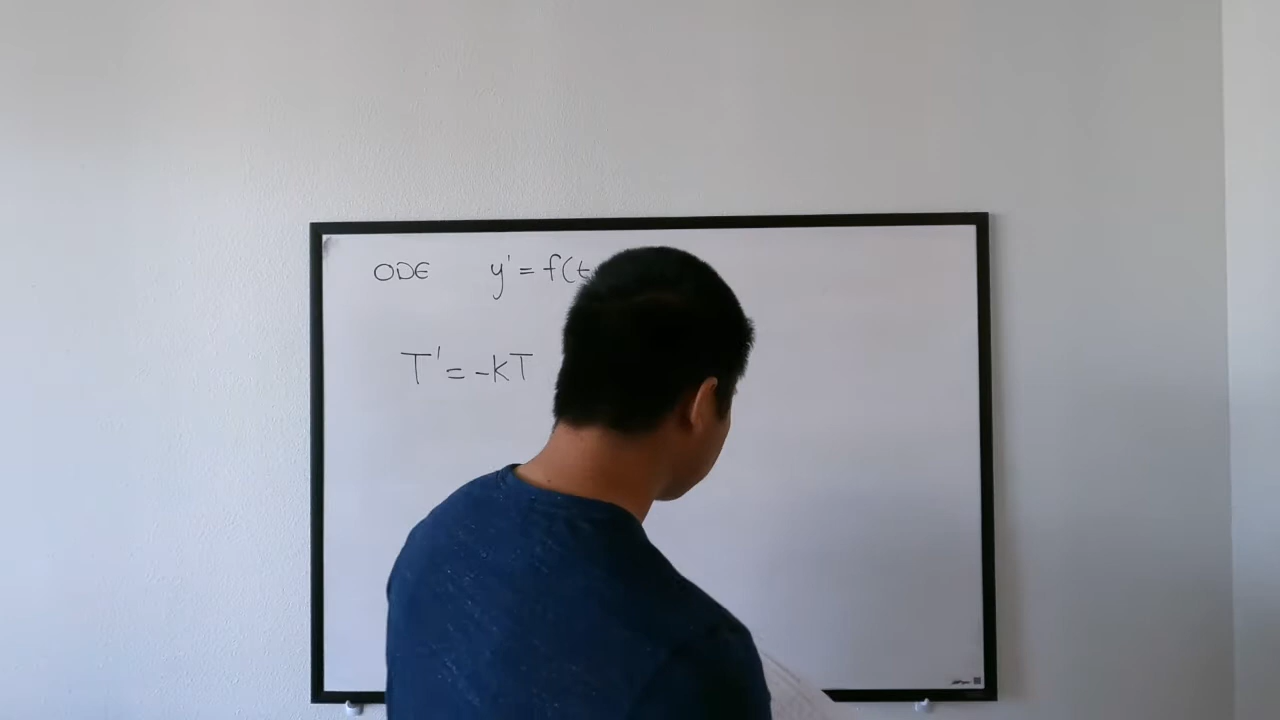 ODE y' = f(t
T' = -kT